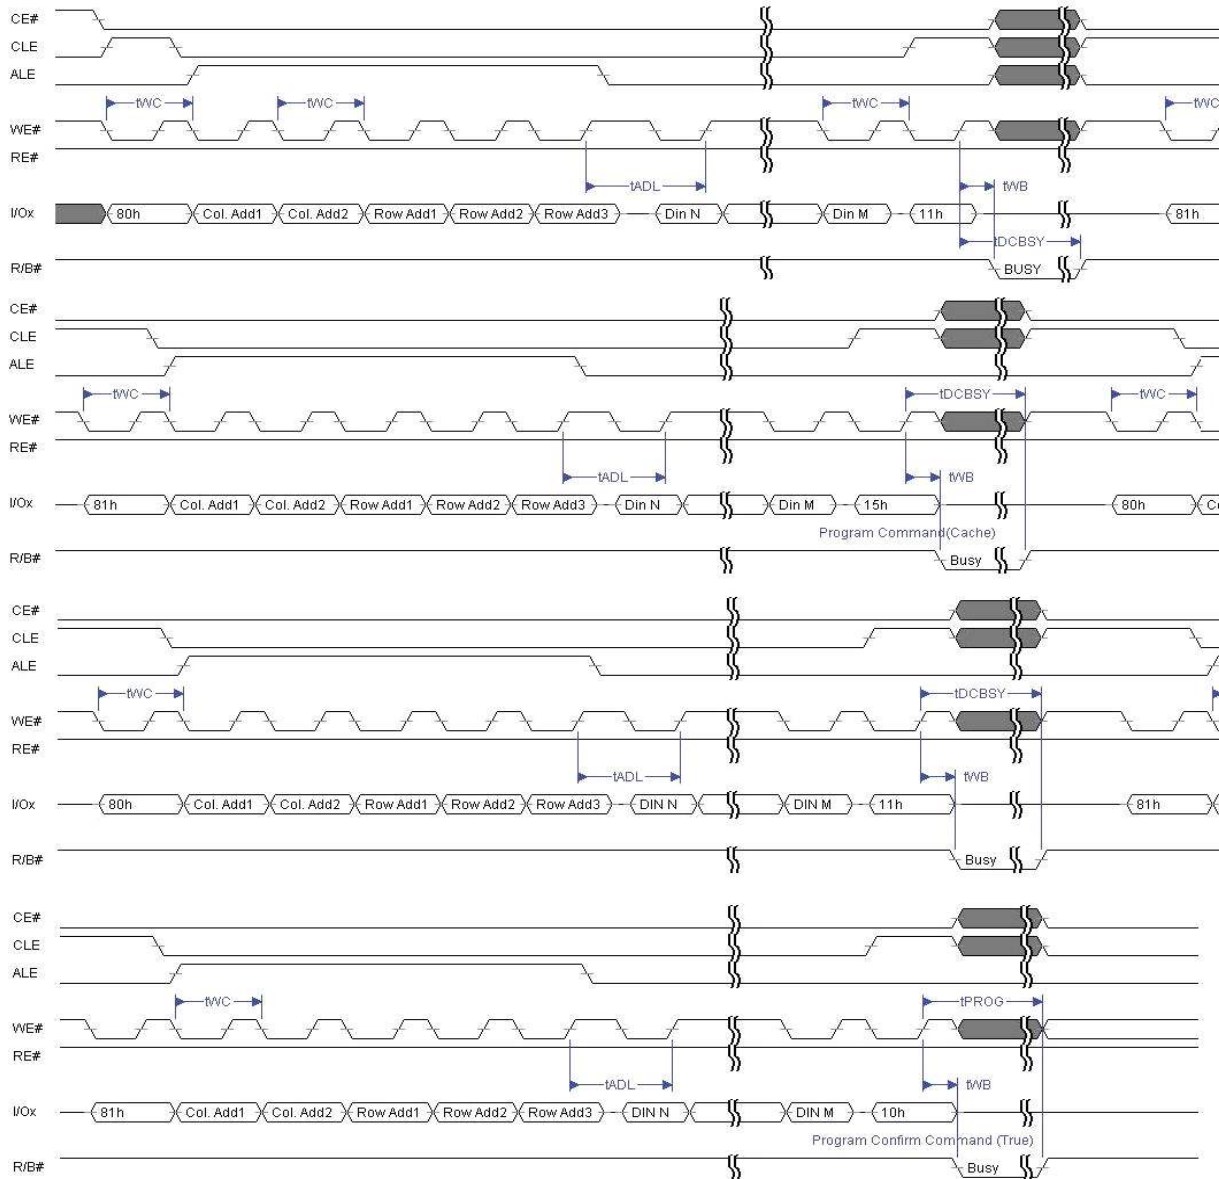 CE#
CLE
ALE
tWC tWC tWC tWC
WE#
RE#
tADL tWB
I/Ox 80h Col. Add1 Col. Add2 Row Add1 Row Add2 Row Add3 Din N Din M 11h 81h
tDCBSY
R/B# BUSY
CE#
CLE
ALE
tWC tDCBSY tWC
WE#
RE#
tADL tWB
I/Ox 81h Col. Add1 Col. Add2 Row Add1 Row Add2 Row Add3 Din N Din M 15h 80h Co
Program Command(Cache)
R/B# Busy
CE#
CLE
ALE
tWC tDCBSY
WE#
RE#
tADL tWB
I/Ox 80h Col. Add1 Col. Add2 Row Add1 Row Add2 Row Add3 DIN N DIN M 11h 81h
R/B# Busy
CE#
CLE
ALE
tWC tPROG
WE#
RE#
tADL tWB
I/Ox 81h Col. Add1 Col. Add2 Row Add1 Row Add2 Row Add3 DIN N DIN M 10h
Program Confirm Command (True)
R/B# Busy